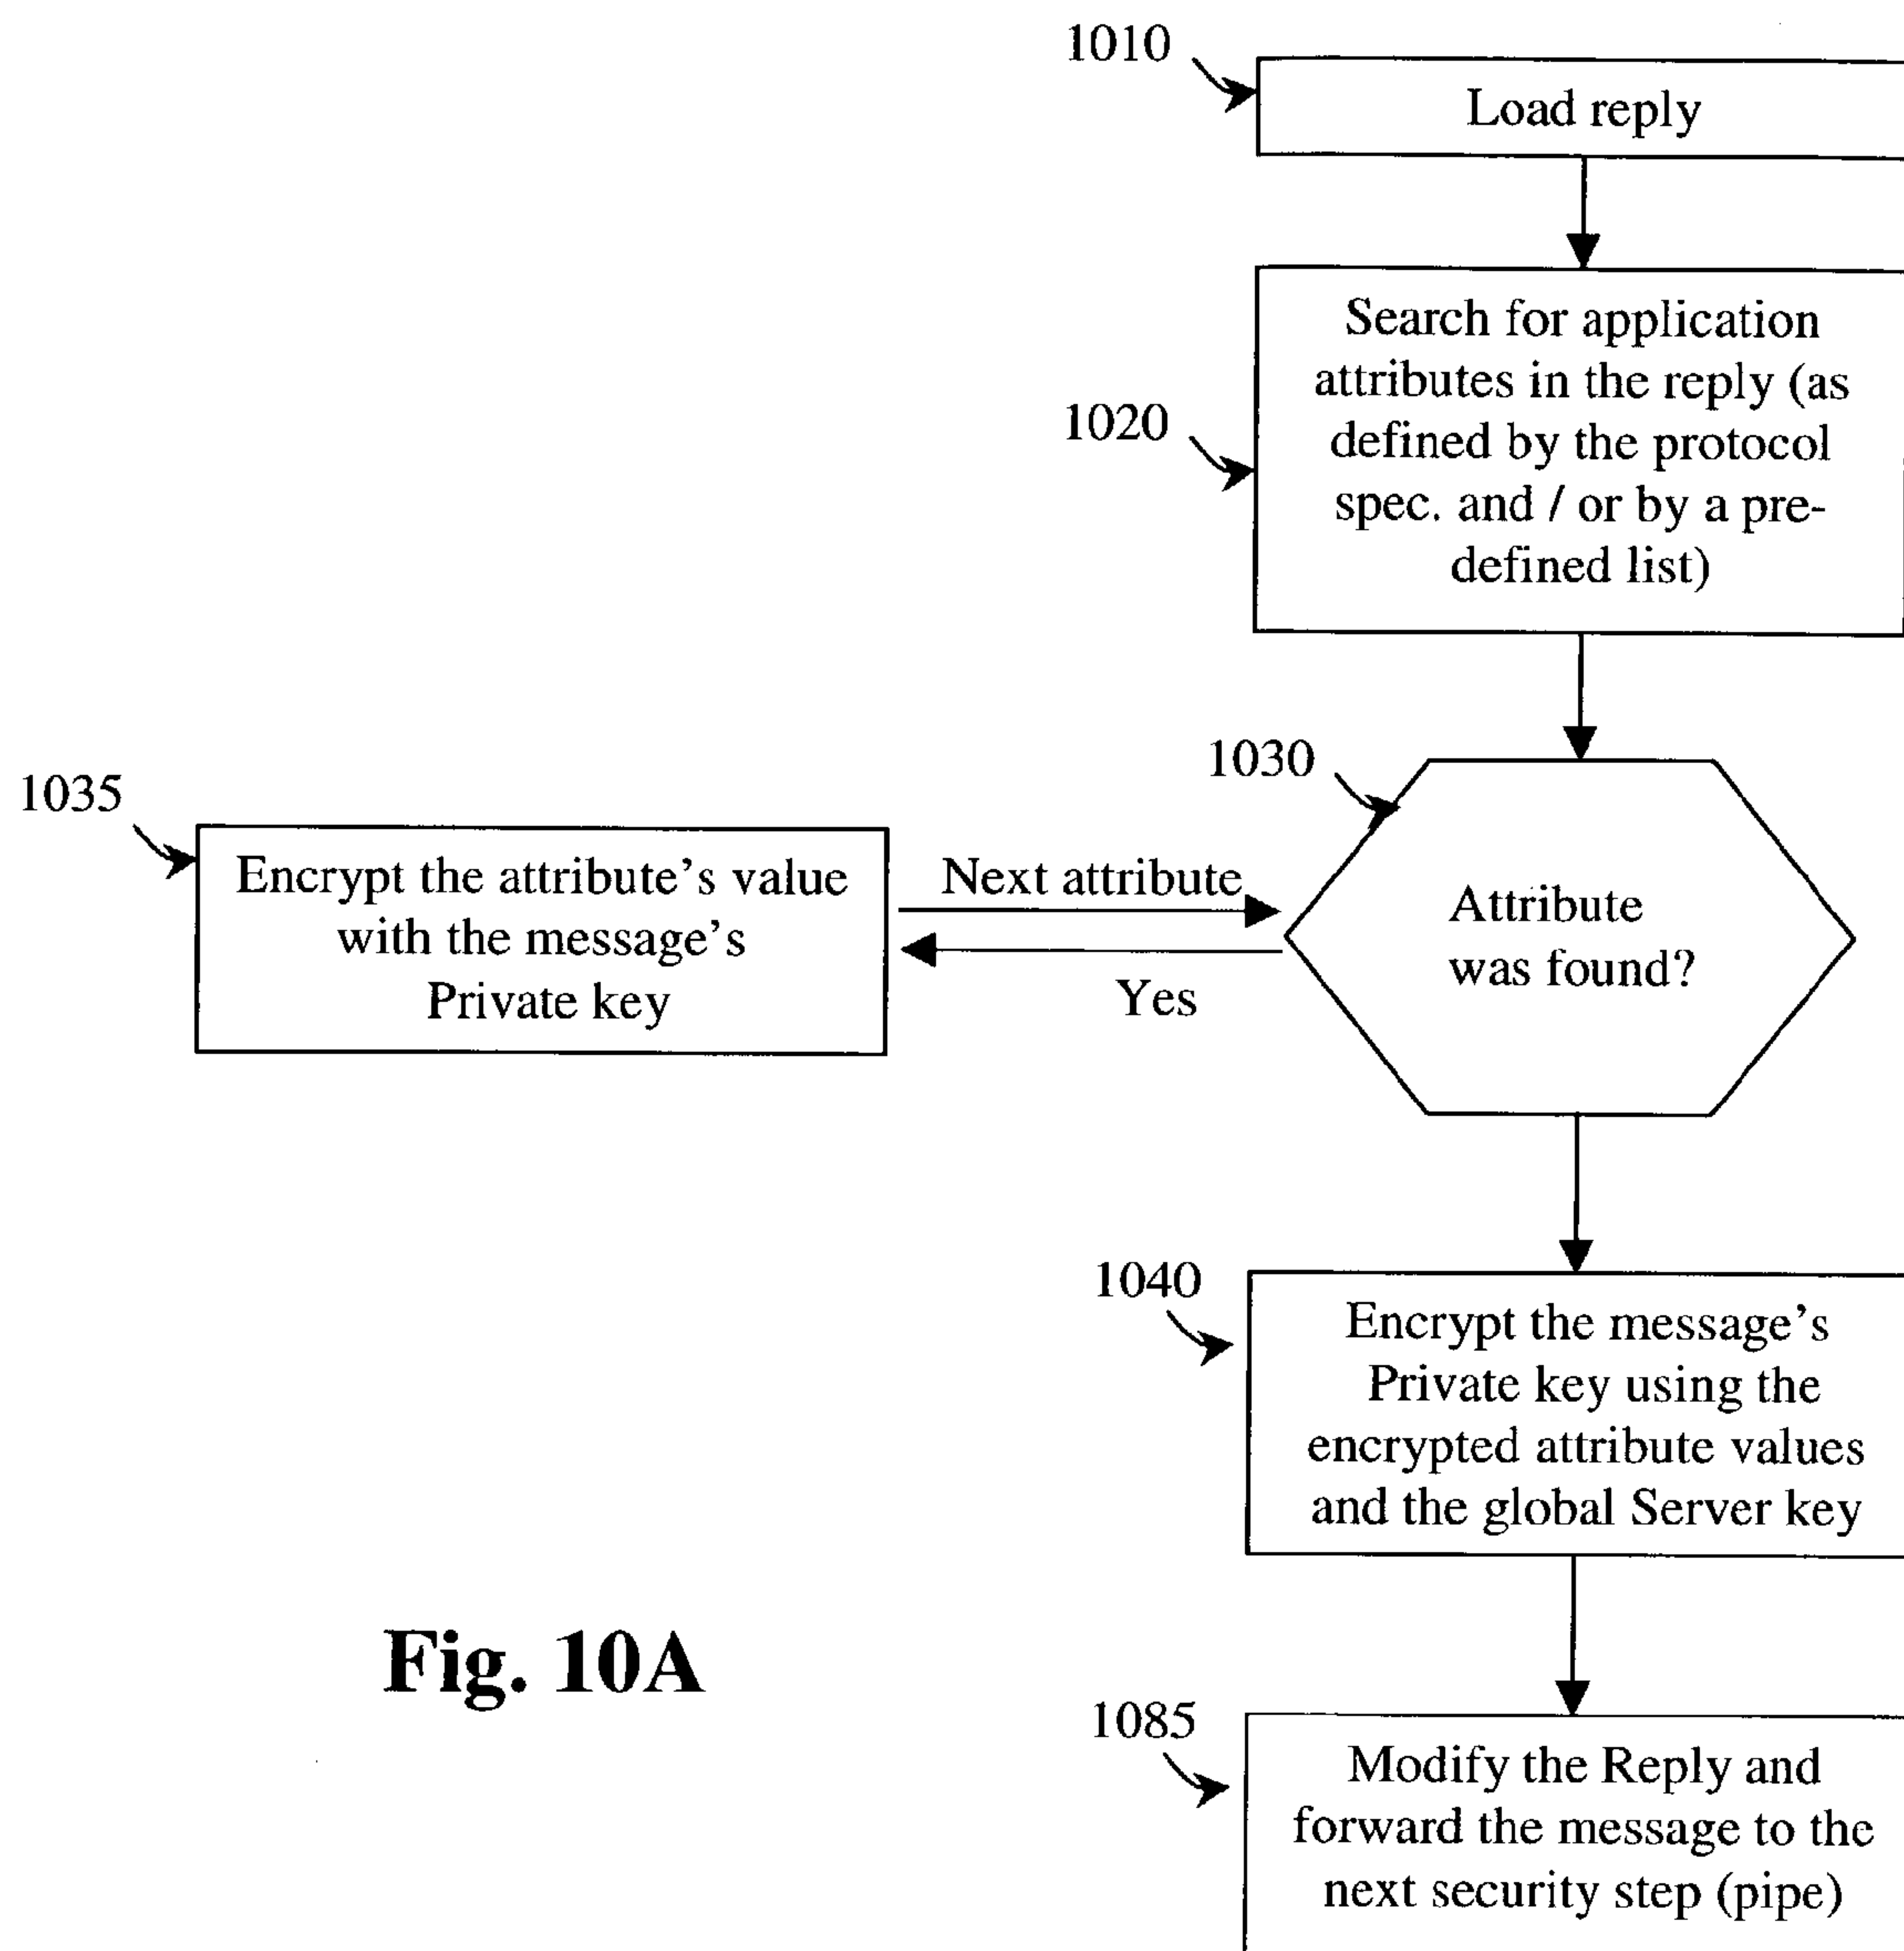 1010
Load reply
1020
Search for application
attributes in the reply (as
defined by the protocol
spec. and / or by a pre-
defined list)
1030
Attribute
was found?
1035
Encrypt the attribute's value
with the message's
Private key
Next attribute
Yes
1040
Encrypt the message's
Private key using the
encrypted attribute values
and the global Server key
1085
Modify the Reply and
forward the message to the
next security step (pipe)
Fig. 10A